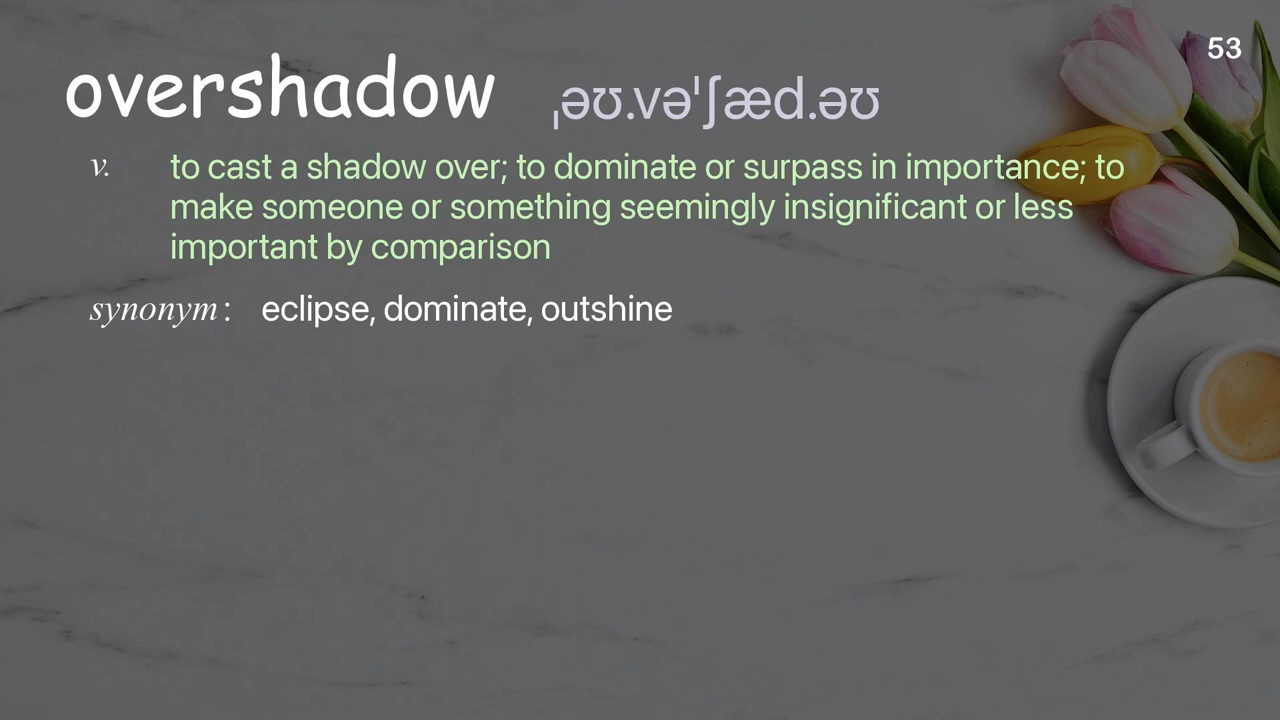 53
overshadow ˌəʊ.vəˈʃæd.əʊ
v. to cast a shadow over; to dominate or surpass in importance; to
make someone or something seemingly insignificant or less
important by comparison
synonym: eclipse, dominate, outshine